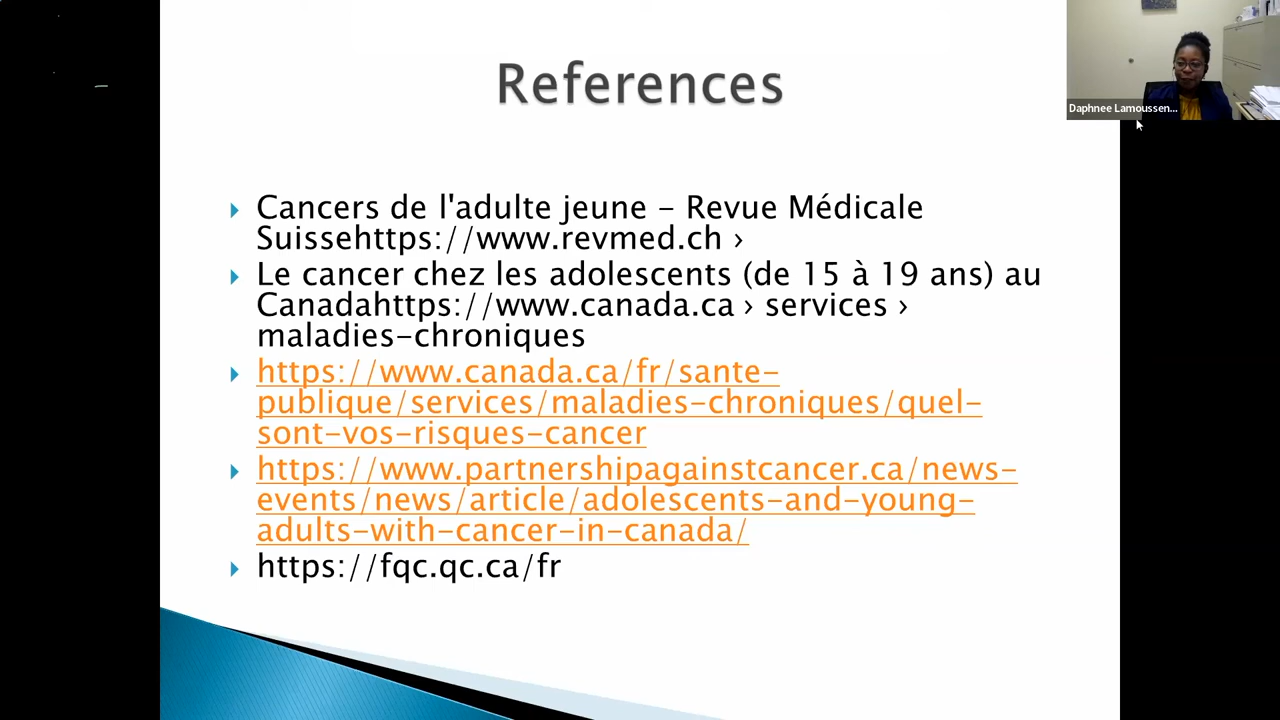 References
Cancers de l'adulte jeune - Revue Médicale
Suissehttps://www.revmed.ch ›
Le cancer chez les adolescents (de 15 à 19 ans) au
Canadahttps://www.canada.ca › services ›
maladies-chroniques
https://www.canada.ca/fr/sante-
publique/services/maladies-chroniques/quel-
sont-vos-risques-cancer
https://www.partnershipagainstcancer.ca/news-
events/news/article/adolescents-and-young-
adults-with-cancer-in-canada/
https://fqc.qc.ca/fr
Daphnee Lamoussen...